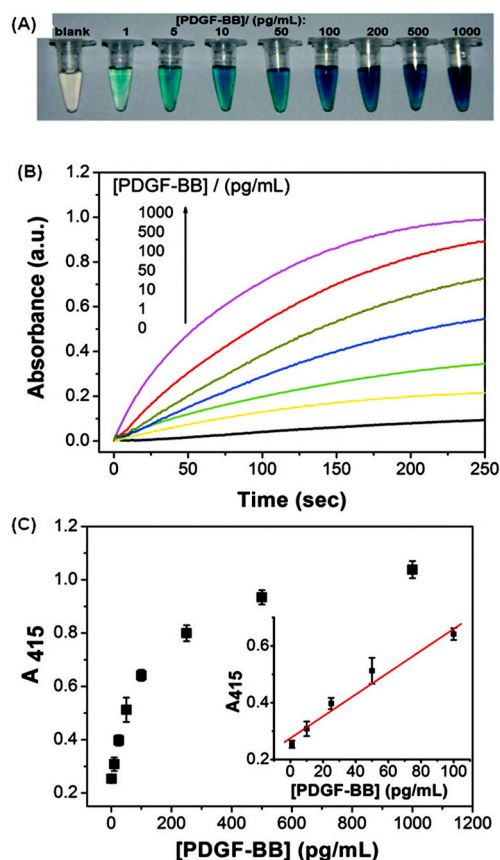 (A)
[PDGF-BB]/ (pg/mL):
blank 1 5 10 50 100 200 500 1000
(B)
[PDGF-BB] / (pg/mL)
1000
500
100
50
10
1
0
Absorbance (a.u.)
1.2
1.0
0.8
0.6
0.4
0.2
0.0
0 50 100 150 200 250
Time (sec)
(C)
A 415
1.2
1.0
0.8
0.6
0.4
0.2
0 200 400 600 800 1000 1200
[PDGF-BB] (pg/mL)
A415
0.6
0.4
0.2
0 20 40 60 80 100
[PDGF-BB] (pg/mL)